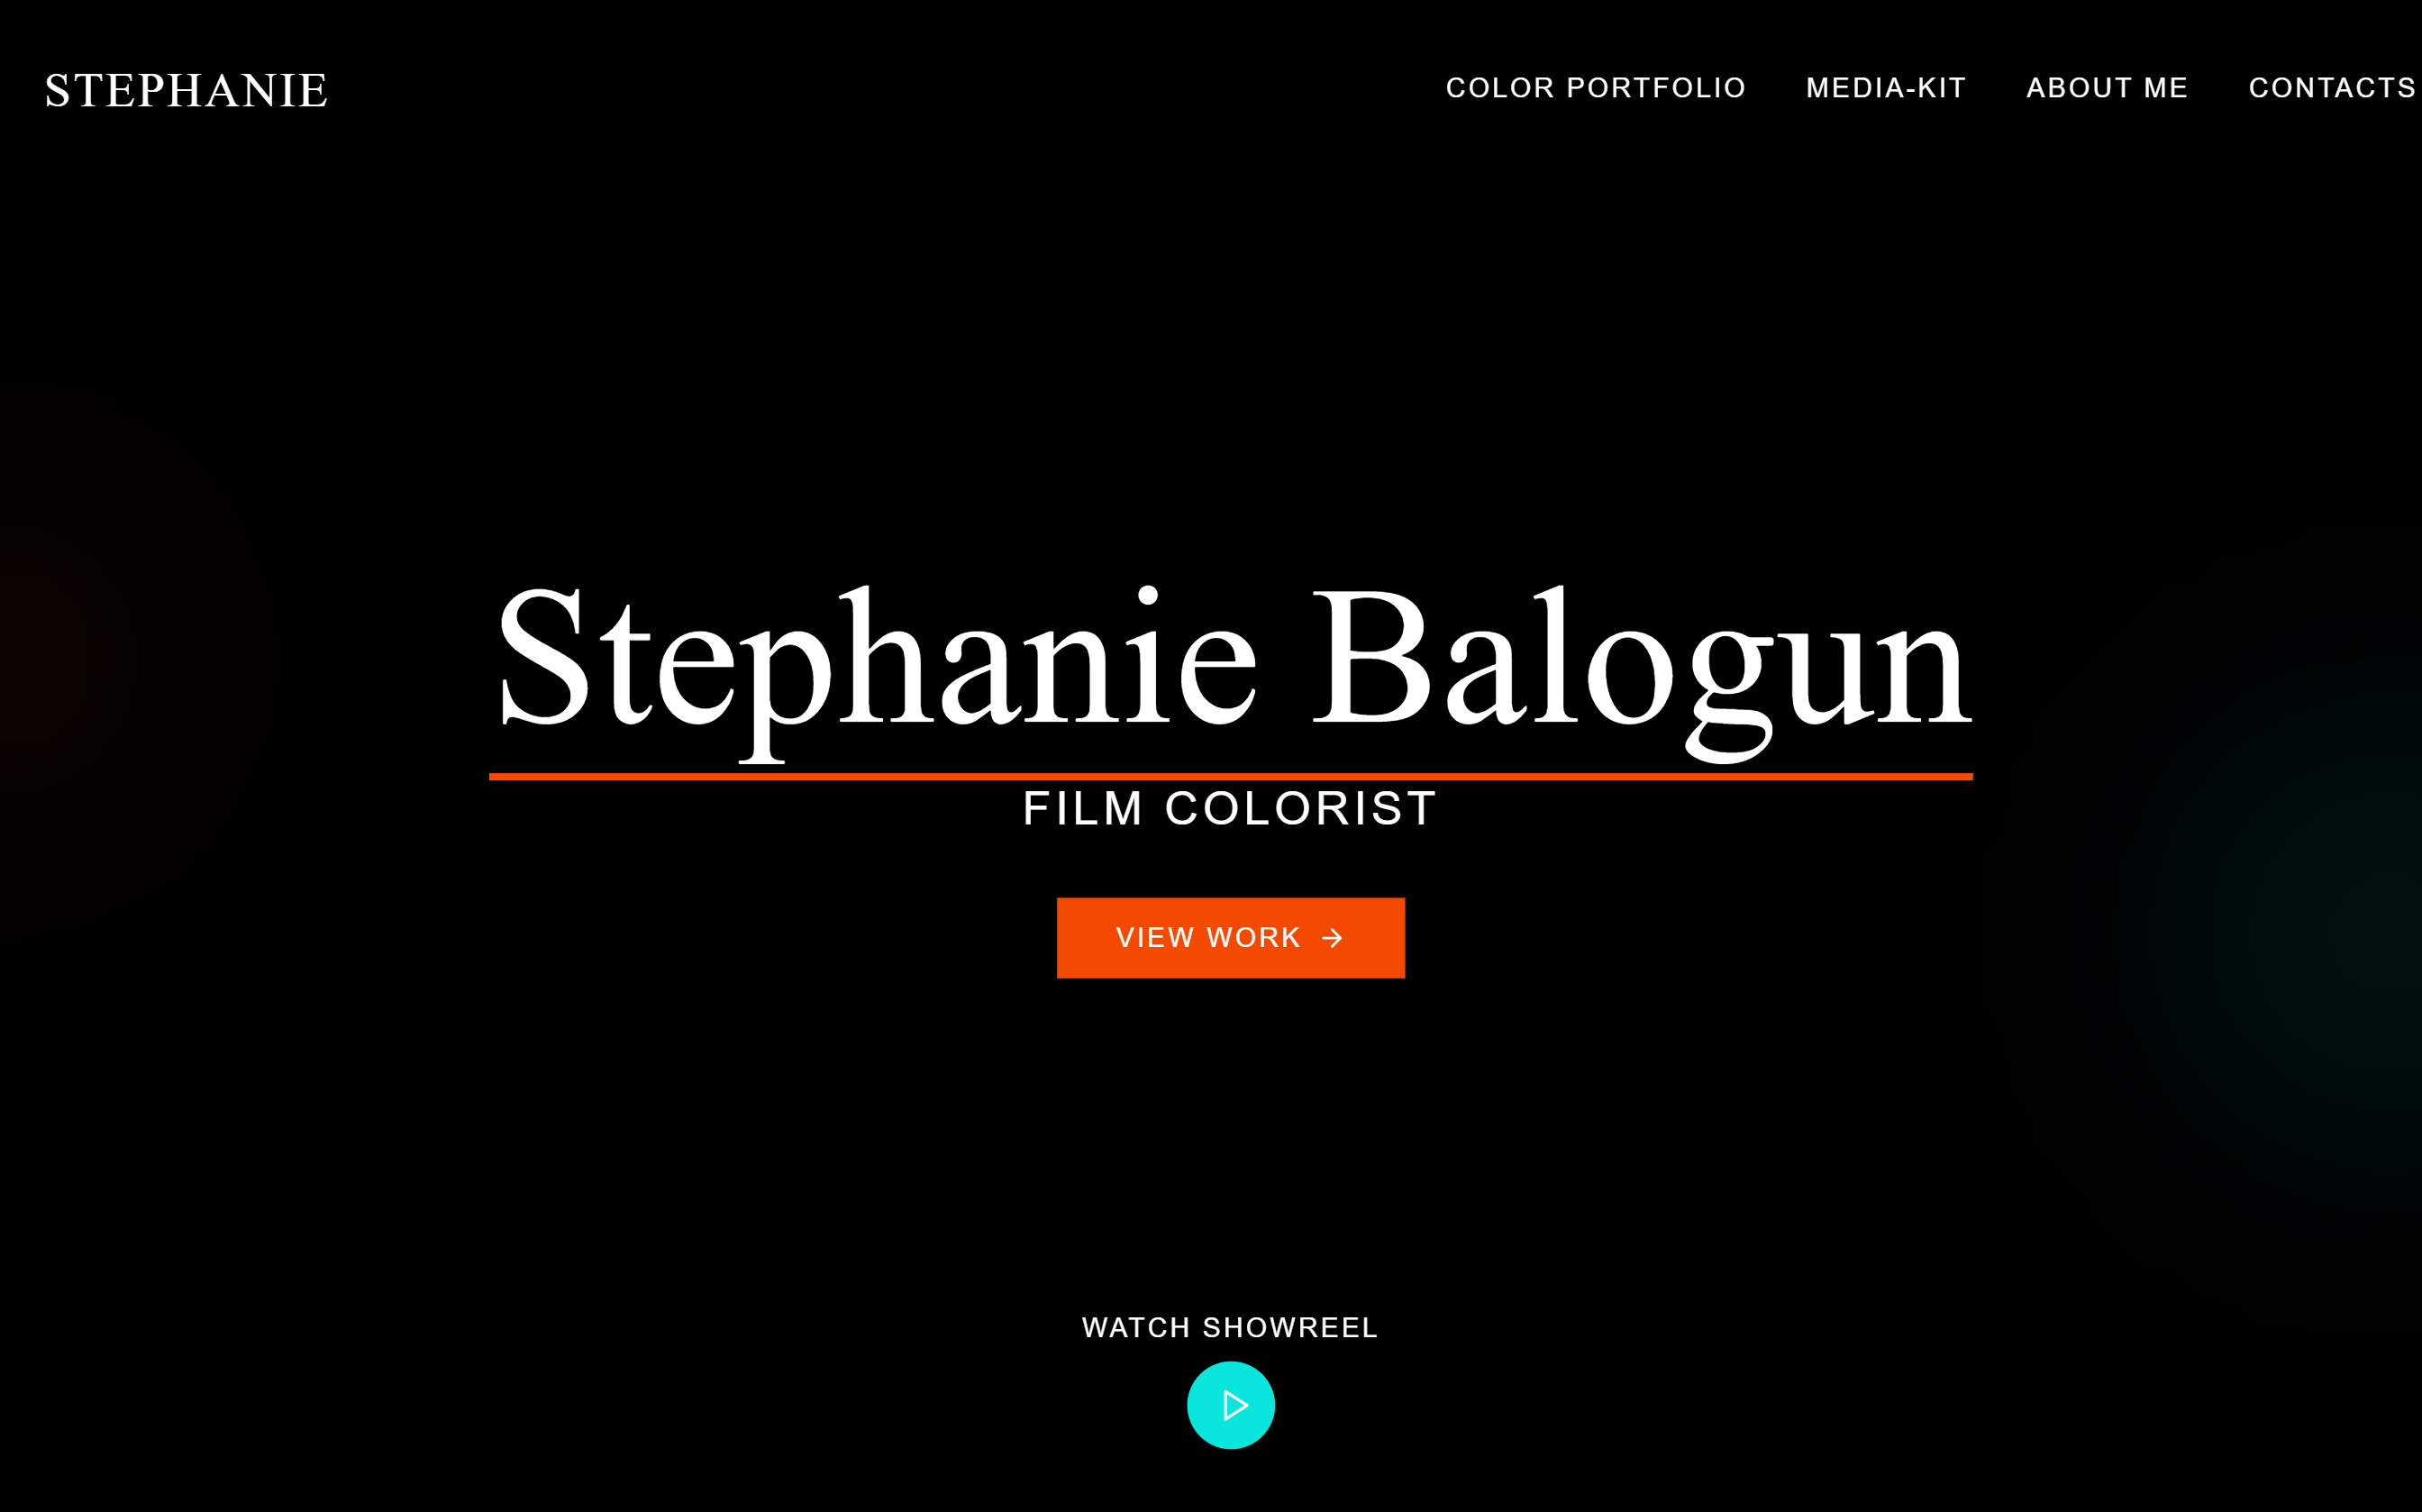 STEPHANIE
COLOR PORTFOLIO MEDIA-KIT ABOUT ME CONTACTS
Stephanie Balogun
FILM COLORIST
VIEW WORK →
WATCH SHOWREEL